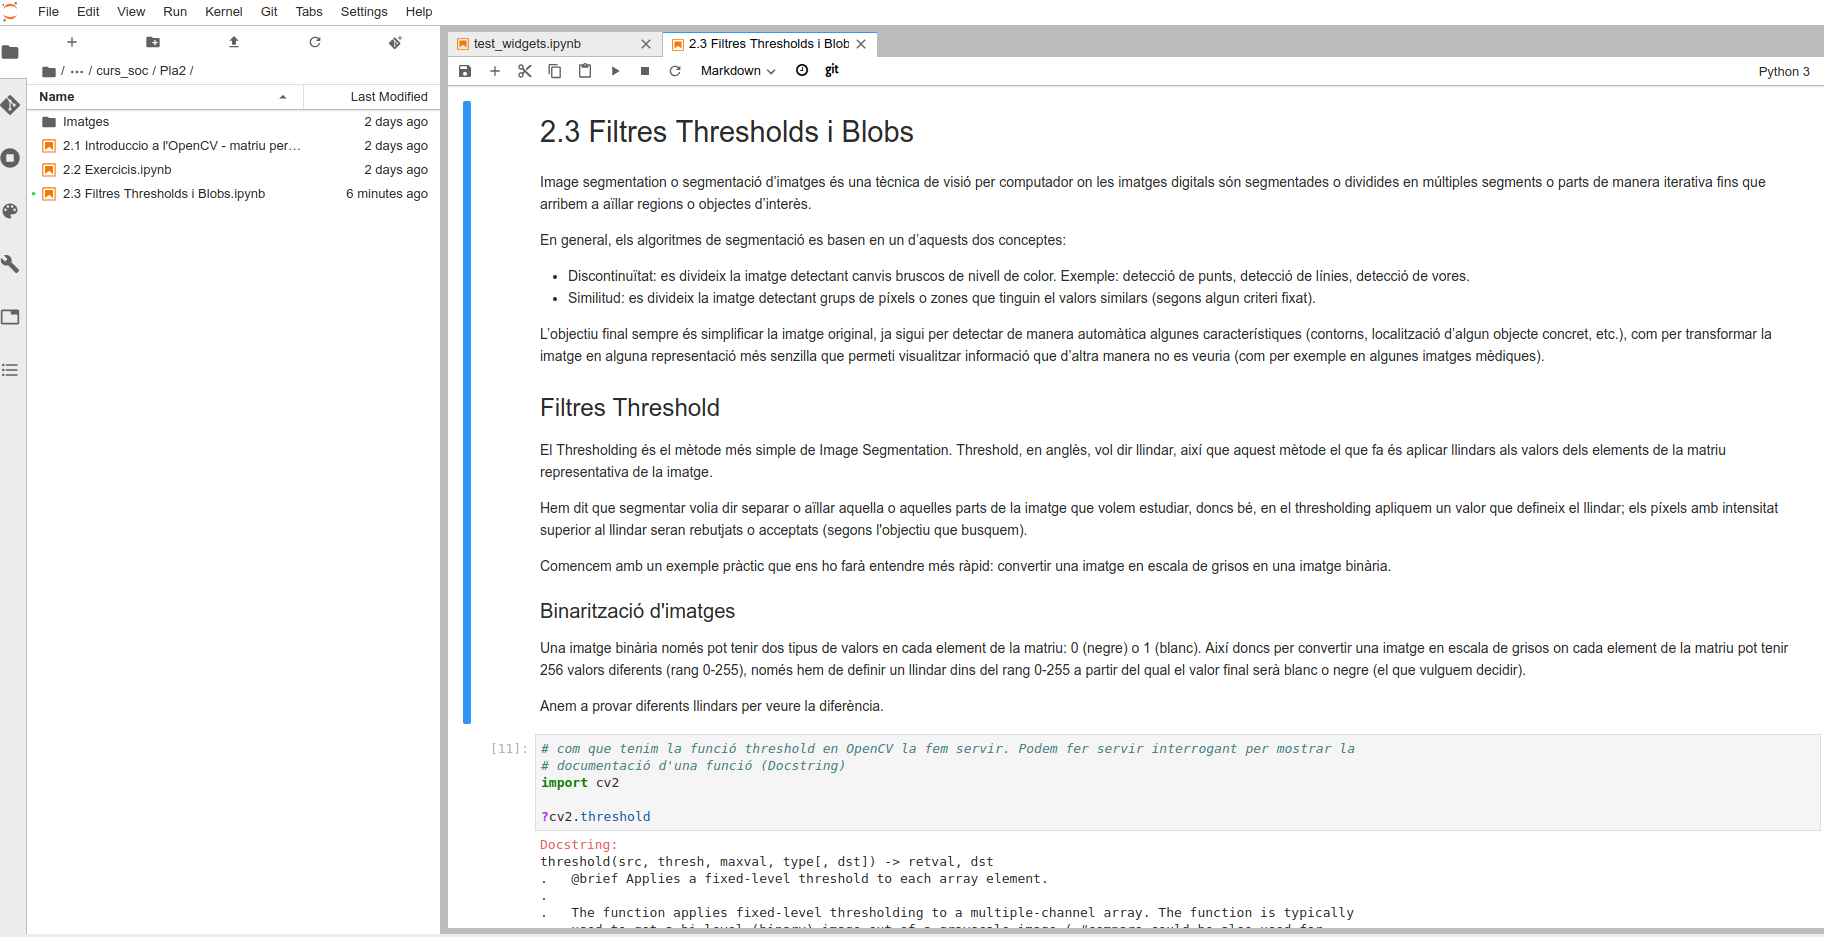 File Edit View Run Kernel Git Tabs Settings Help
/ ··· / curs_soc / Pla2 /
Name Last Modified
Imatges 2 days ago
2.1 Introduccio a l'OpenCV - matriu per... 2 days ago
2.2 Exercicis.ipynb 2 days ago
2.3 Filtres Thresholds i Blobs.ipynb 6 minutes ago
test_widgets.ipynb
2.3 Filtres Thresholds i Blob
Markdown
git
Python 3
2.3 Filtres Thresholds i Blobs
Image segmentation o segmentació d’imatges és una tècnica de visió per computador on les imatges digitals són segmentades o dividides en múltiples segments o parts de manera iterativa fins que
arribem a aïllar regions o objectes d’interès.
En general, els algoritmes de segmentació es basen en un d’aquests dos conceptes:
• Discontinuïtat: es divideix la imatge detectant canvis bruscos de nivell de color. Exemple: detecció de punts, detecció de línies, detecció de vores.
• Similitud: es divideix la imatge detectant grups de píxels o zones que tinguin el valors similars (segons algun criteri fixat).
L’objectiu final sempre és simplificar la imatge original, ja sigui per detectar de manera automàtica algunes característiques (contorns, localització d’algun objecte concret, etc.), com per transformar la
imatge en alguna representació més senzilla que permeti visualitzar informació que d’altra manera no es veuria (com per exemple en algunes imatges mèdiques).
Filtres Threshold
El Thresholding és el mètode més simple de Image Segmentation. Threshold, en anglès, vol dir llindar, així que aquest mètode el que fa és aplicar llindars als valors dels elements de la matriu
representativa de la imatge.
Hem dit que segmentar volia dir separar o aïllar aquella o aquelles parts de la imatge que volem estudiar, doncs bé, en el thresholding apliquem un valor que defineix el llindar; els píxels amb intensitat
superior al llindar seran rebutjats o acceptats (segons l'objectiu que busquem).
Comencem amb un exemple pràctic que ens ho farà entendre més ràpid: convertir una imatge en escala de grisos en una imatge binària.
Binarització d'imatges
Una imatge binària només pot tenir dos tipus de valors en cada element de la matriu: 0 (negre) o 1 (blanc). Així doncs per convertir una imatge en escala de grisos on cada element de la matriu pot tenir
256 valors diferents (rang 0-255), només hem de definir un llindar dins del rang 0-255 a partir del qual el valor final serà blanc o negre (el que vulguem decidir).
Anem a provar diferents llindars per veure la diferència.
[11]: # com que tenim la funció threshold en OpenCV la fem servir. Podem fer servir interrogant per mostrar la
# documentació d'una funció (Docstring)
import cv2
?cv2.threshold
Docstring:
threshold(src, thresh, maxval, type[, dst]) -> retval, dst
. @brief Applies a fixed-level threshold to each array element.
.
. The function applies fixed-level thresholding to a multiple-channel array. The function is typically